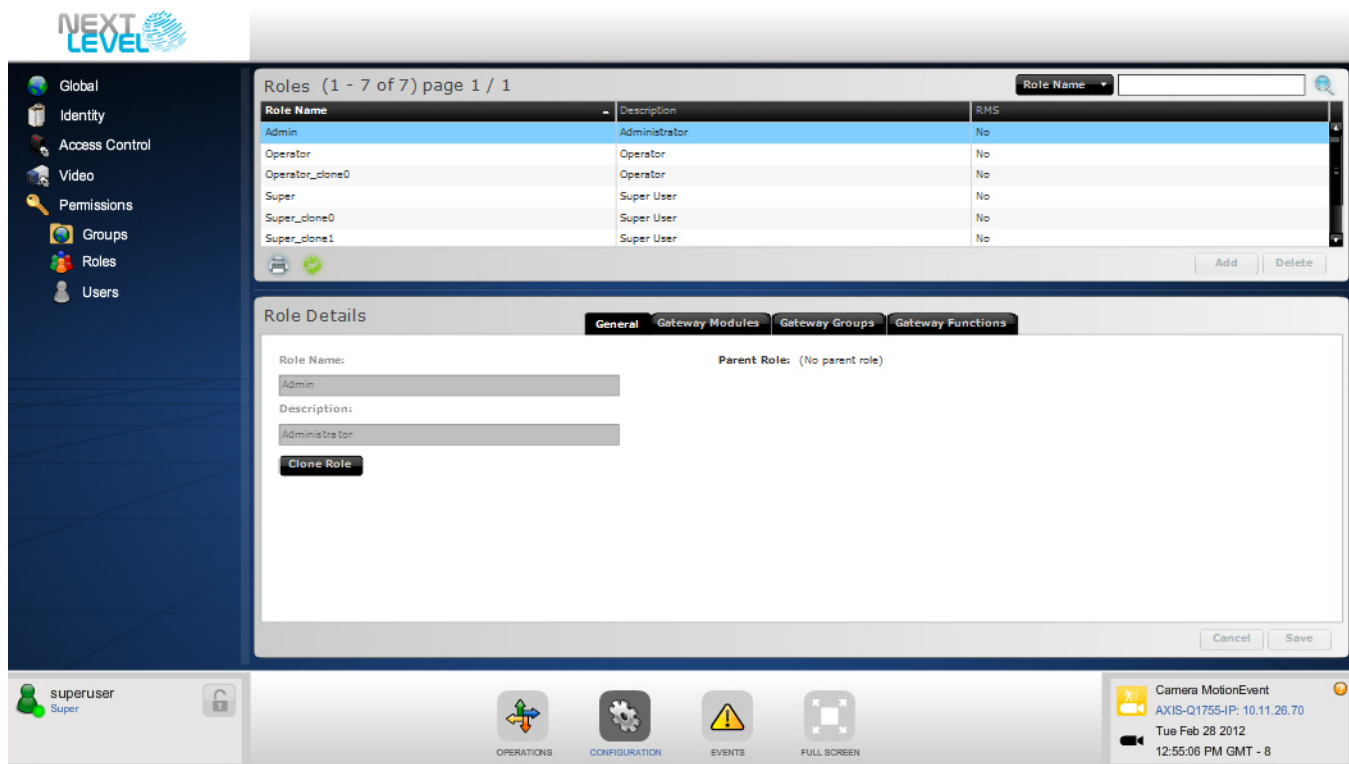 NEXT
LEVEL
Global
Identity
Access Control
Video
Permissions
Groups
Roles
Users
Roles (1 - 7 of 7) page 1 / 1
Role Name
Role Name Description RMS
Admin Administrator No
Operator Operator No
Operator_clone0 Operator No
Super Super User No
Super_clone0 Super User No
Super_clone1 Super User No
Add Delete
Role Details
General Gateway Modules Gateway Groups Gateway Functions
Role Name:
Parent Role: (No parent role)
Admin
Description:
Administrator
Clone Role
Cancel Save
superuser
Super
OPERATIONS CONFIGURATION EVENTS FULL SCREEN
Camera MotionEvent
AXIS-Q1755-IP: 10.11.26.70
Tue Feb 28 2012
12:55:06 PM GMT - 8